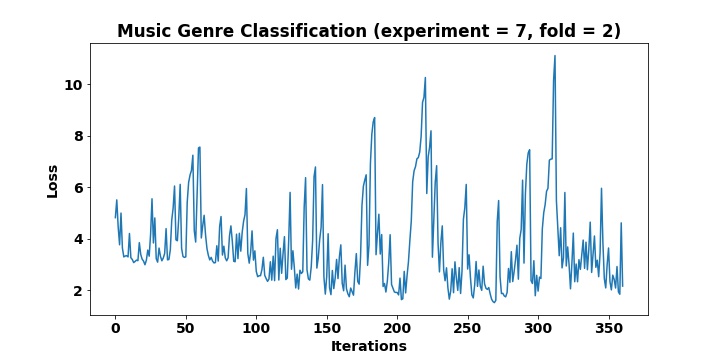 Music Genre Classification (experiment = 7, fold = 2)
Loss
10
8
6
4
2
0 50 100 150 200 250 300 350
Iterations